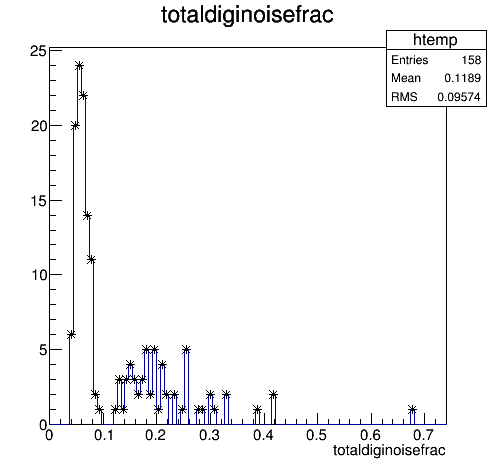 totaldiginoisefrac
htemp
Entries 158
Mean 0.1189
RMS 0.09574
25
20
15
10
5
0
0 0.1 0.2 0.3 0.4 0.5 0.6 0.7
totaldiginoisefrac